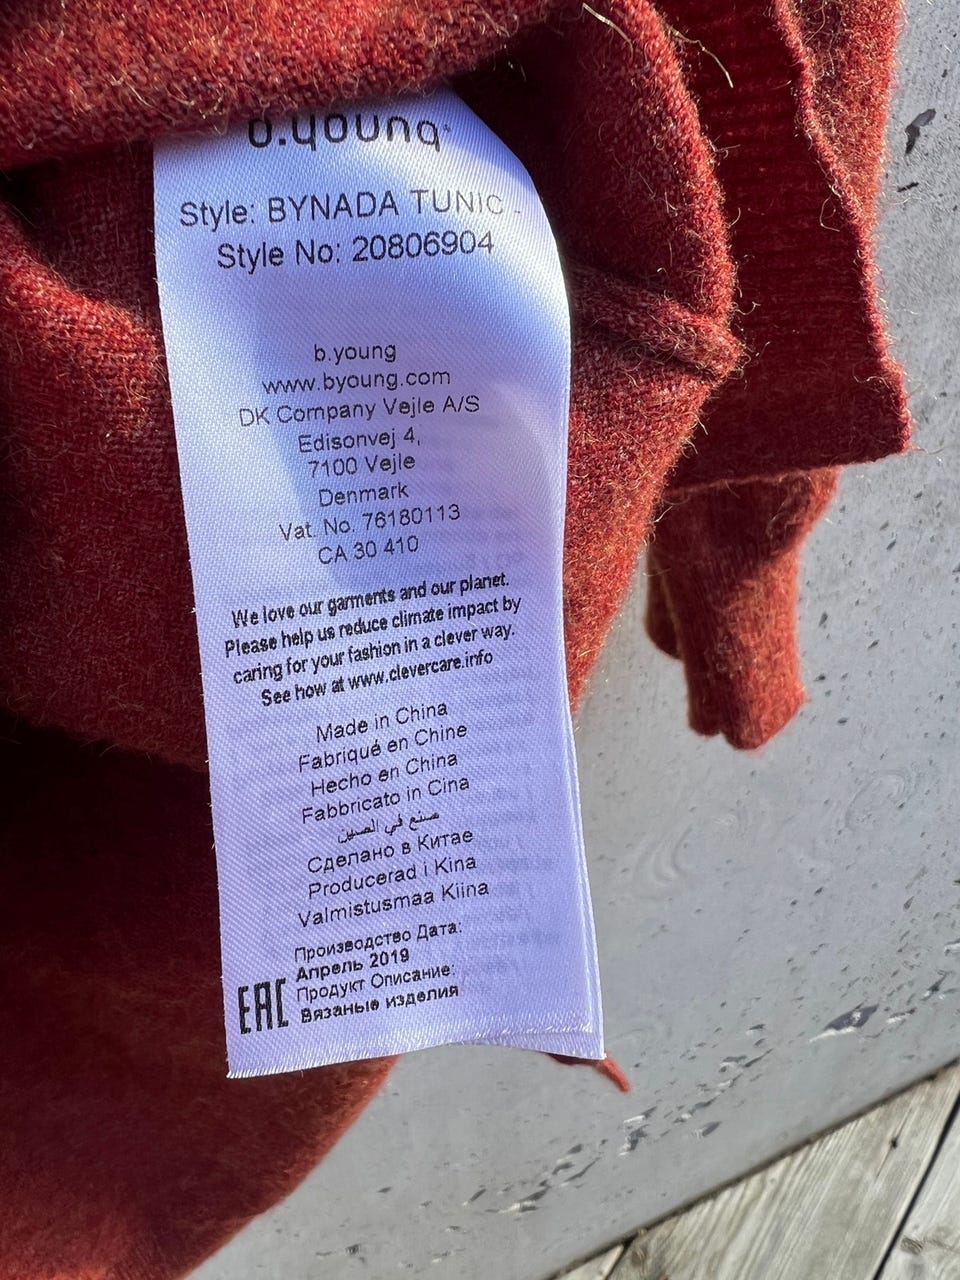 b.young
Style: BYNADA TUNIC -
Style No: 20806904
b.young
www.byoung.com
DK Company Vejle A/S
Edisonvej 4,
7100 Vejle
Denmark
Vat. No. 76180113
CA 30 410
We love our garments and our planet.
Please help us reduce climate impact by
caring for your fashion in a clever way.
See how at www.clevercare.info
Made in China
Fabriqué en Chine
Hecho en China
Fabbricato in Cina
صنع في الصين
Сделано в Китае
Producerad i Kina
Valmistusmaa Kiina
Производство Дата:
Апрель 2019
Продукт Описание:
Вязаные изделия
EAC